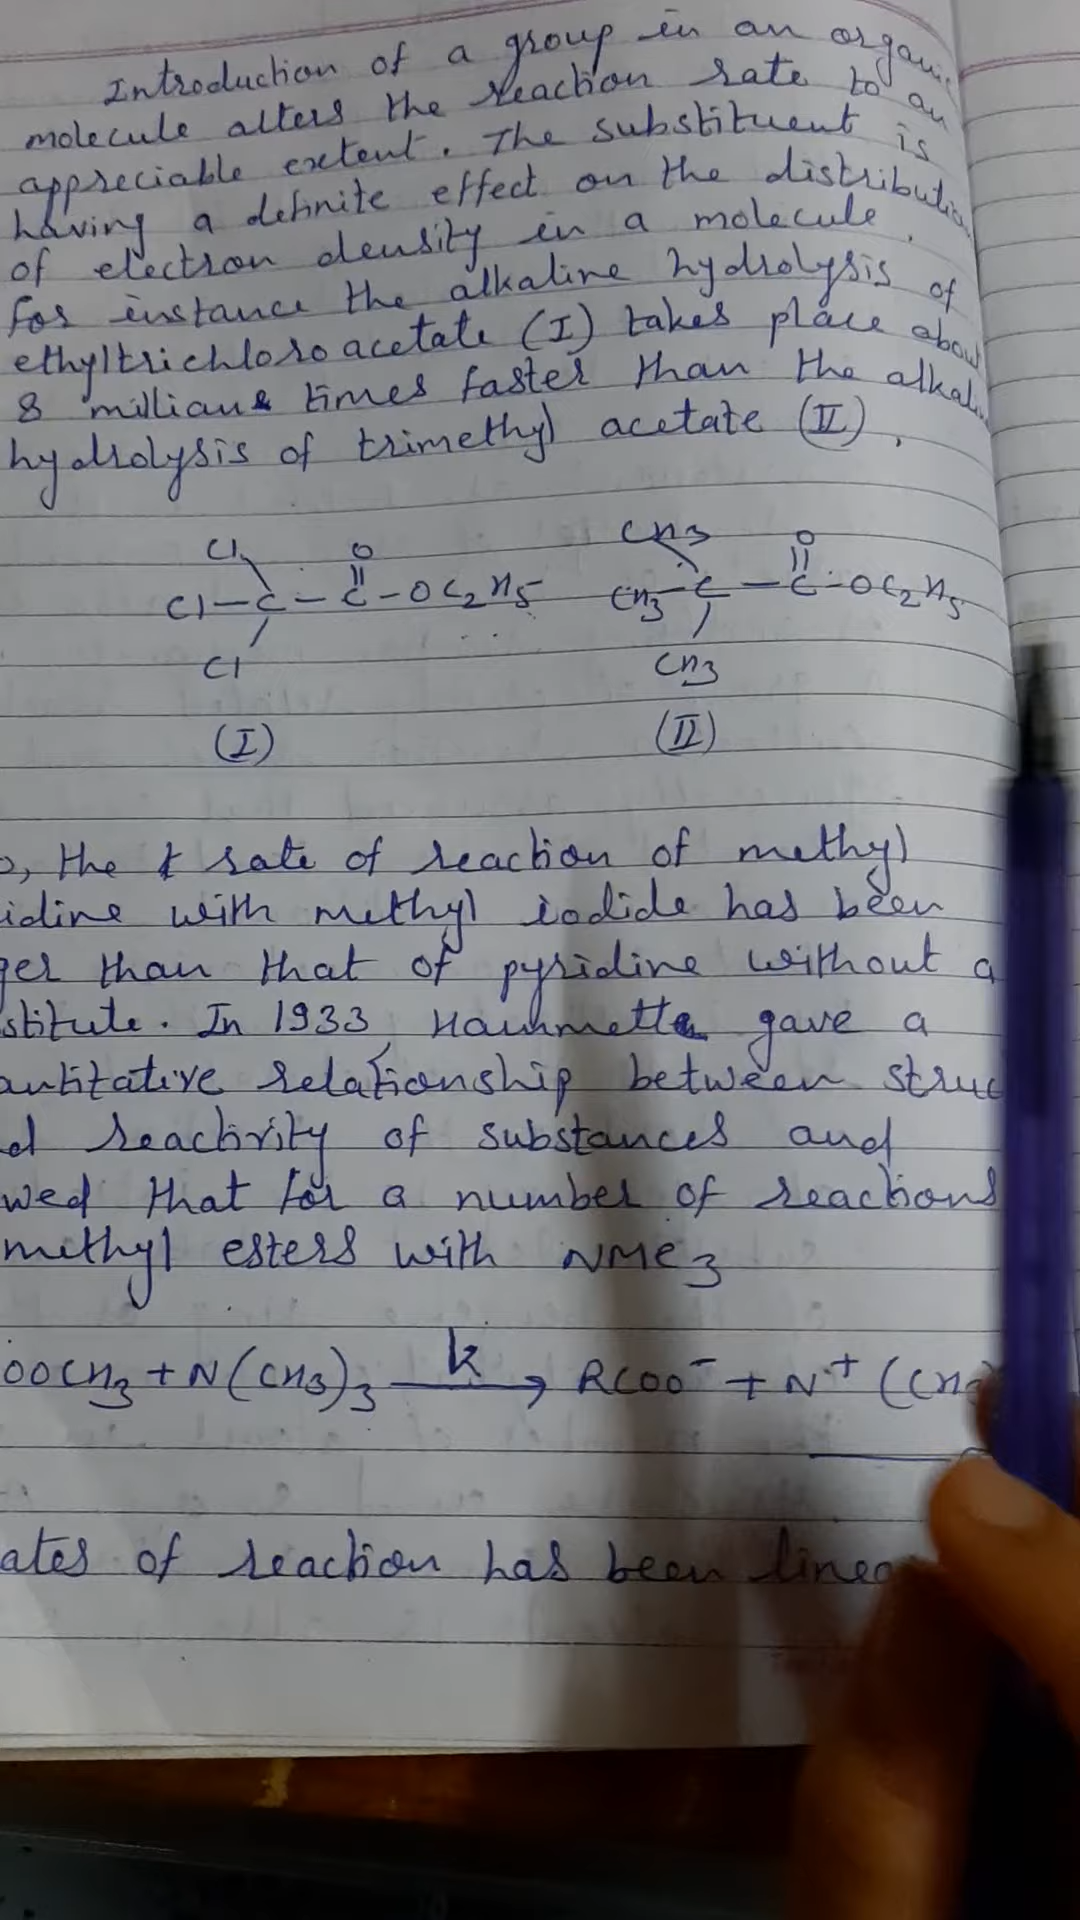 Introduction of a group in an organi
molecule alters the reaction rate to an
appreciable extent. The substituent is
having a definite effect on the distributio
of electron density in a molecule.
For instance the alkaline hydrolysis of
ethyltrichloroacetate (I) takes place about
8 millions times faster than the alkali
hydrolysis of trimethyl acetate (II).
Cl O CH3 O
Cl-C-C-OC2H5 CH3-C-C-OC2H5
Cl CH3
(I) (II)
o, the rate of reaction of methyl
idine with methyl iodide has been
ger than that of pyridine without a
stitute. In 1933, Hammett gave a
antitative relationship between struc
d reactivity of substances and
wed that for a number of reactions
methyl esters with NMe3
OOCH3 + N(CH3)3 k → RCOO- + N+ (CH3)
ates of reaction has been linea